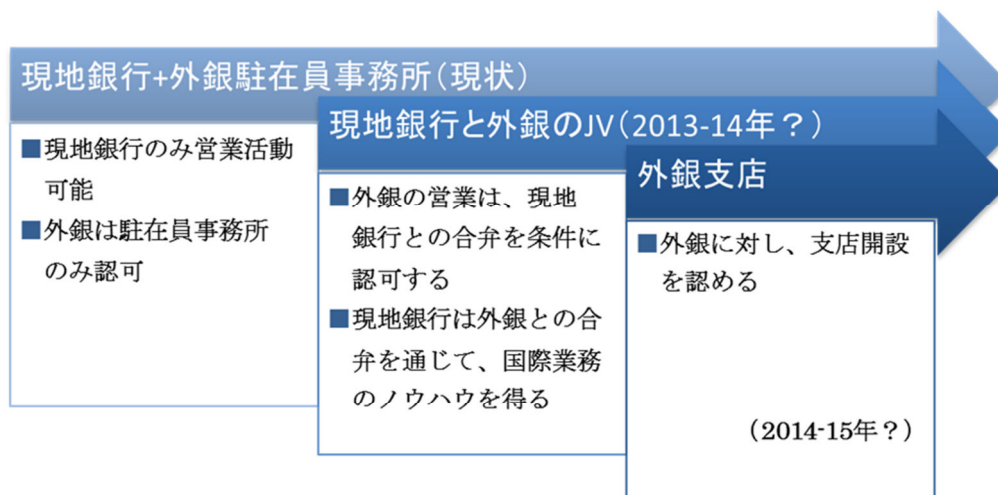 現地銀行+外銀駐在員事務所(現状)
■現地銀行のみ営業活動
可能
■外銀は駐在員事務所
のみ認可
現地銀行と外銀のJV(2013-14年?)
■外銀の営業は、現地
銀行との合弁を条件に
認可する
■現地銀行は外銀との合
弁を通じて、国際業務
のノウハウを得る
外銀支店
■外銀に対し、支店開設
を認める
(2014-15年?)